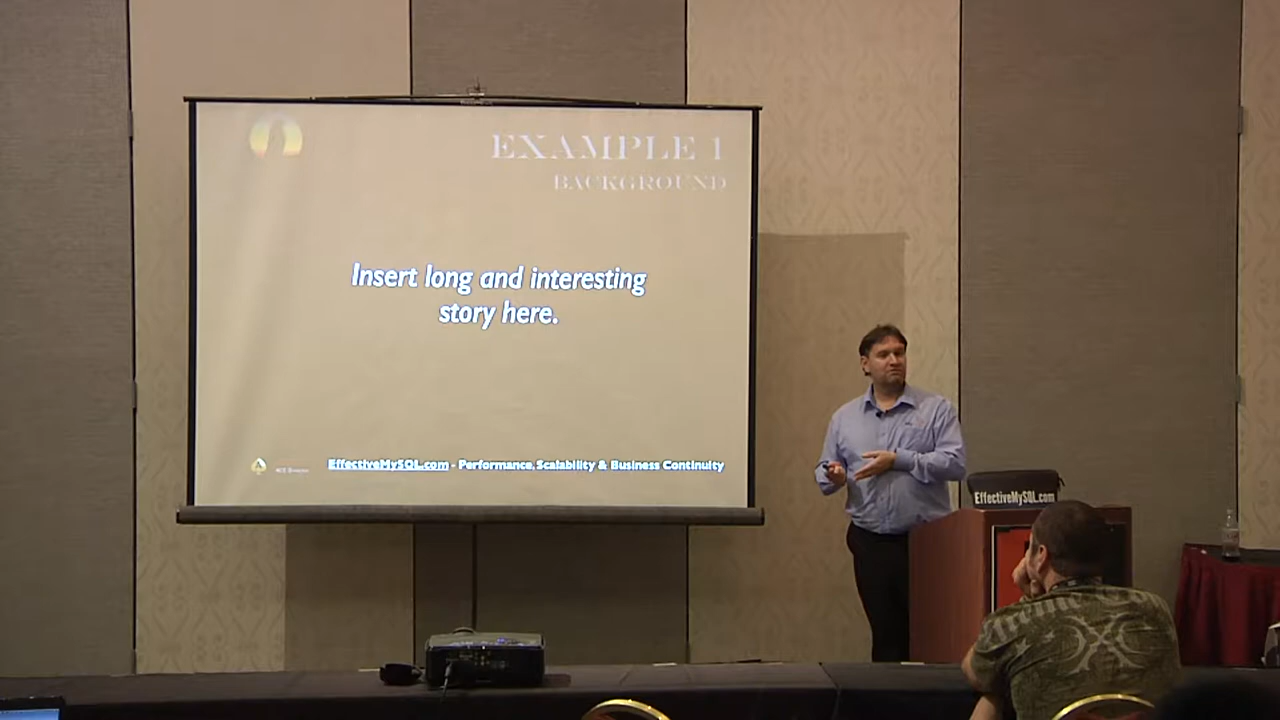 EXAMPLE 1
BACKGROUND
Insert long and interesting
story here.
EffectiveMySQL.com - Performance, Scalability & Business Continuity
EffectiveMySQL.com